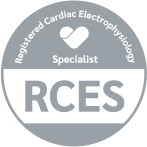 Registered Cardiac Electrophysiology
Specialist
RCES